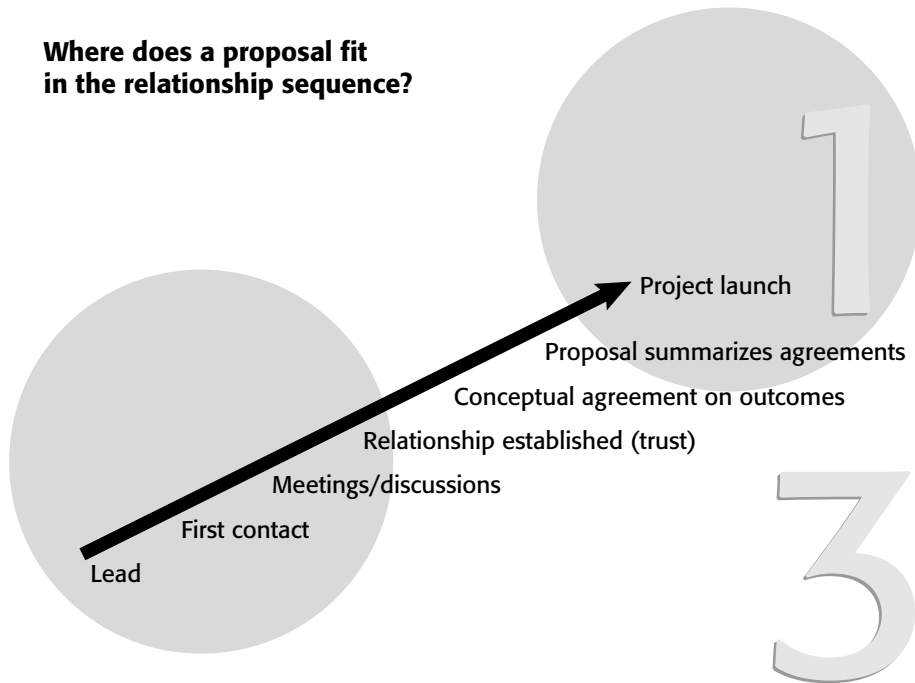 Where does a proposal fit
in the relationship sequence?
1
Project launch
Proposal summarizes agreements
Conceptual agreement on outcomes
Relationship established (trust)
Meetings/discussions
First contact
Lead
3